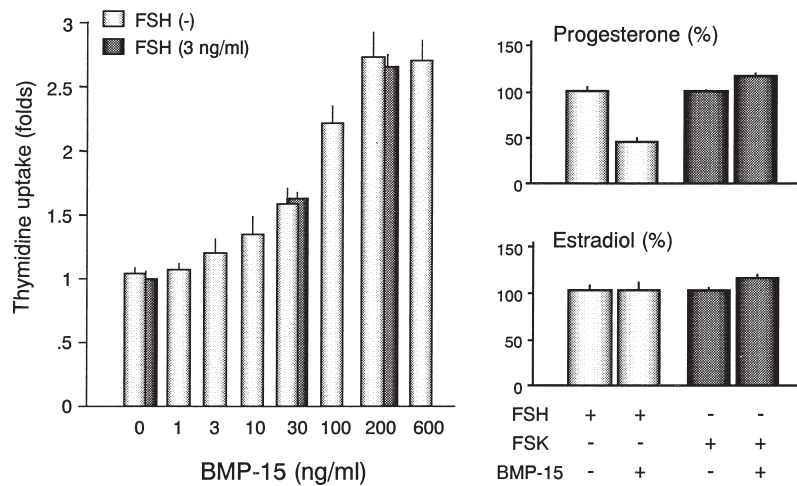 FSH (-)
FSH (3 ng/ml)
Thymidine uptake (folds)
3
2.5
2
1.5
1
.5
0
0 1 3 10 30 100 200 600
BMP-15 (ng/ml)
Progesterone (%)
150
100
50
0
Estradiol (%)
150
100
50
0
FSH + + - -
FSK - - + +
BMP-15 - + - +